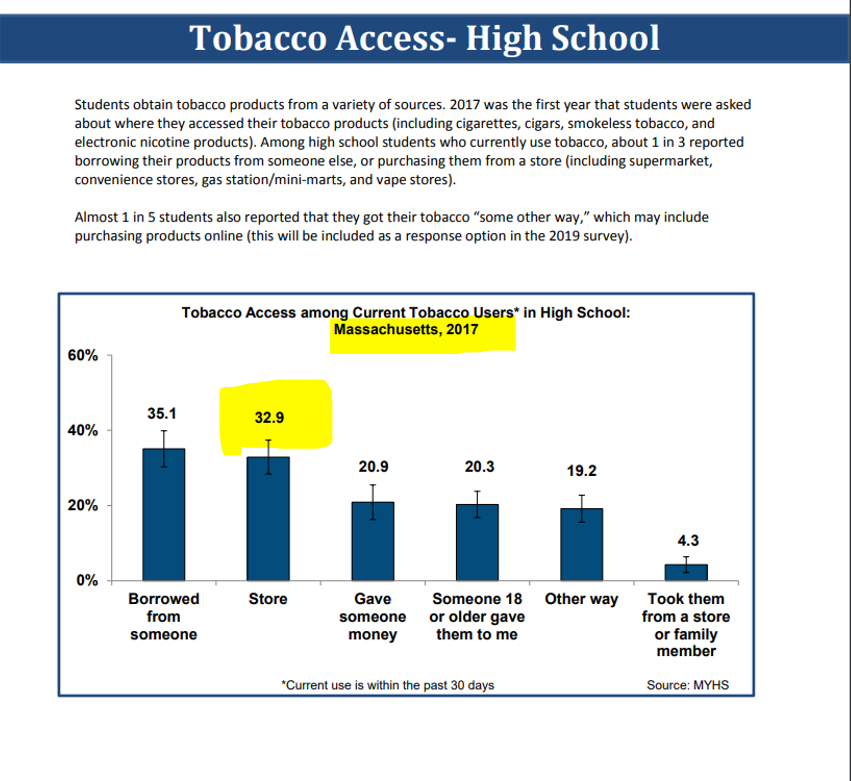 Tobacco Access- High School
Students obtain tobacco products from a variety of sources. 2017 was the first year that students were asked
about where they accessed their tobacco products (including cigarettes, cigars, smokeless tobacco, and
electronic nicotine products). Among high school students who currently use tobacco, about 1 in 3 reported
borrowing their products from someone else, or purchasing them from a store (including supermarket,
convenience stores, gas station/mini-marts, and vape stores).
Almost 1 in 5 students also reported that they got their tobacco “some other way,” which may include
purchasing products online (this will be included as a response option in the 2019 survey).
Tobacco Access among Current Tobacco Users* in High School:
Massachusetts, 2017
60%
40%
20%
0%
35.1
32.9
20.9
20.3
19.2
4.3
Borrowed
from
someone
Store
Gave
someone
money
Someone 18
or older gave
them to me
Other way
Took them
from a store
or family
member
*Current use is within the past 30 days
Source: MYHS